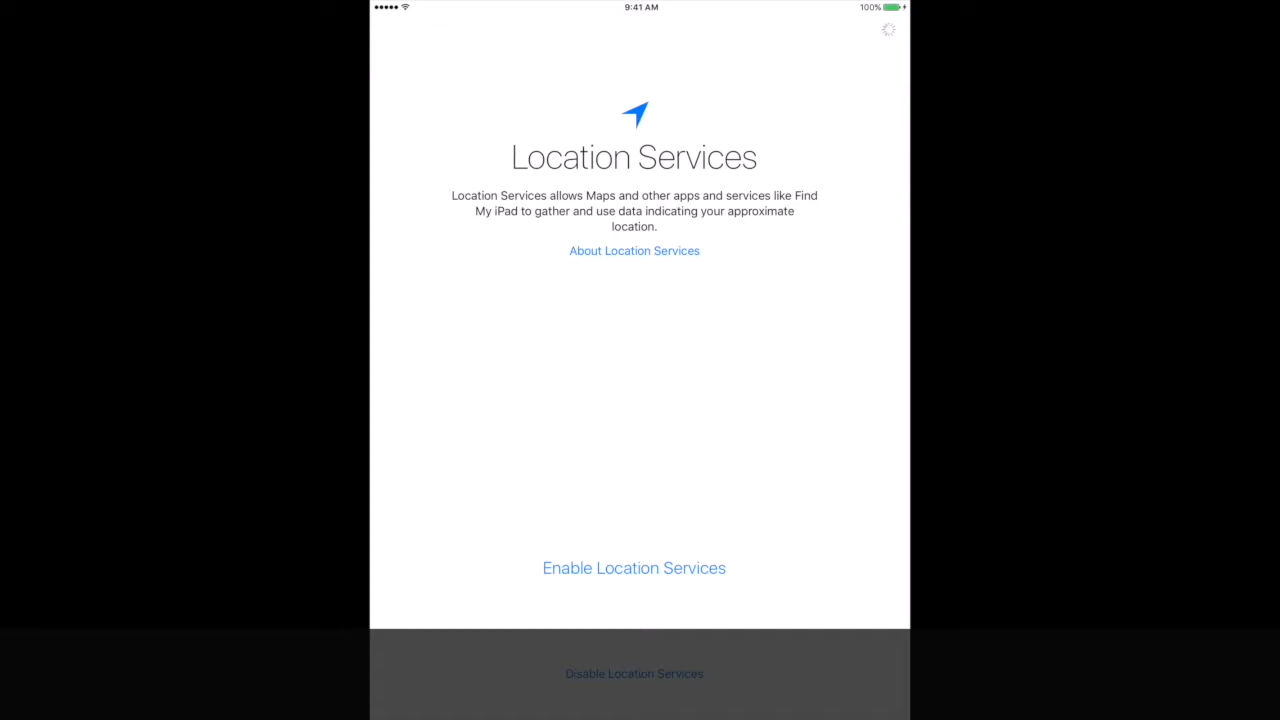 9:41 AM
100%
Location Services
Location Services allows Maps and other apps and services like Find
My iPad to gather and use data indicating your approximate
location.
About Location Services
Enable Location Services
Disable Location Services